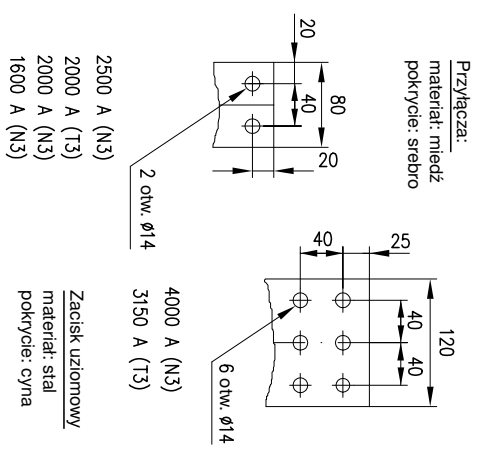 Przyłącza:
materiał: miedź
pokrycie: srebro
20
80
40
20
2 otw. ø14
2500 A (N3)
2000 A (T3)
2000 A (N3)
1600 A (N3)
25
40
120
40
40
6 otw. ø14
4000 A (N3)
3150 A (T3)
Zacisk uziomowy
materiał: stal
pokrycie: cyna